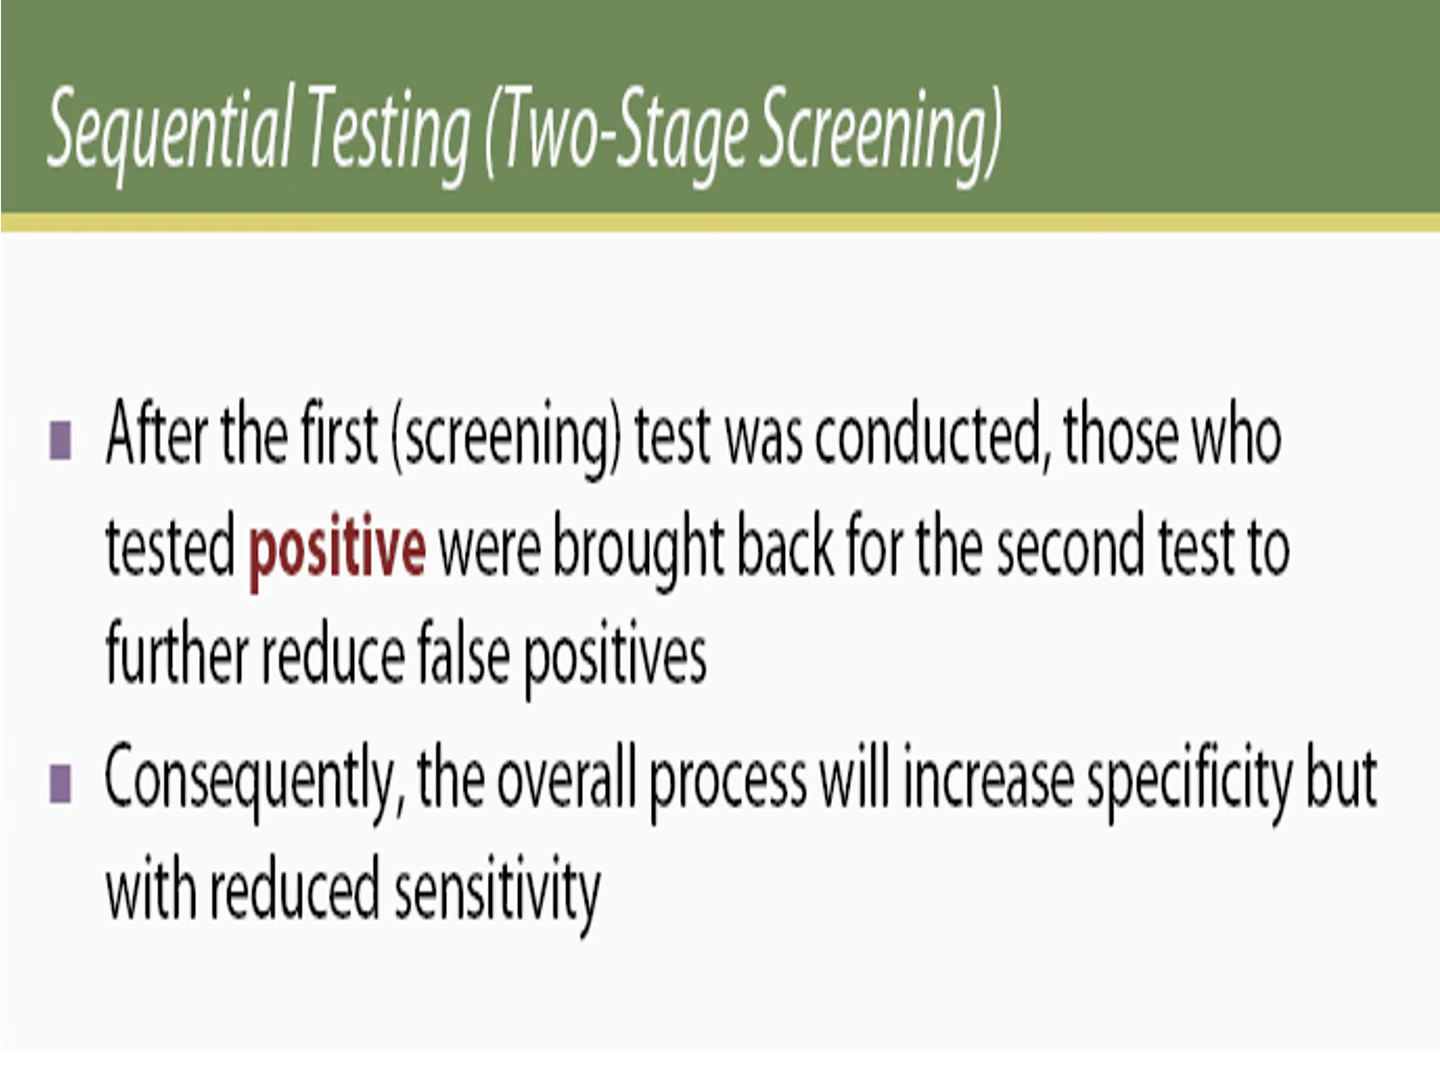 Sequential Testing (Two-Stage Screening)
After the first (screening) test was conducted, those who
tested positive were brought back for the second test to
further reduce false positives
Consequently, the overall process will increase specificity but
with reduced sensitivity